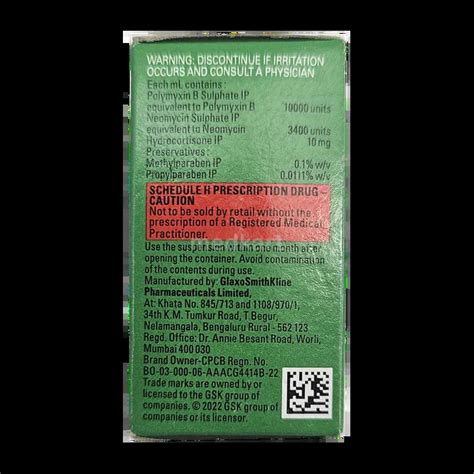 WARNING: DISCONTINUE IF IRRITATION
OCCURS AND CONSULT A PHYSICIAN
Each mL contains :
Polymyxin B Sulphate IP
equivalent to Polymyxin B 10000 units
Neomycin Sulphate IP
equivalent to Neomycin 3400 units
Hydrocortisone IP 10 mg
Preservatives :
Methylparaben IP 0.1% w/v
Propylparaben IP 0.0111% w/v
SCHEDULE H PRESCRIPTION DRUG –
CAUTION
Not to be sold by retail without the
prescription of a Registered Medical
Practitioner.
Use the suspension within one month after
opening the container. Avoid contamination
of the contents during use.
Manufactured by: GlaxoSmithKline
Pharmaceuticals Limited,
At: Khata No. 845/713 and 1108/970/1,
34th K.M. Tumkur Road, T. Begur,
Nelamangala, Bengaluru Rural - 562 123
Regd. Office: Dr. Annie Besant Road, Worli,
Mumbai 400 030
Brand Owner-CPCB Regn. No.
BO-03-000-06-AAACG4414B-22
Trade marks are owned by or
licensed to the GSK group of
companies. © 2022 GSK group of
companies or its licensor.